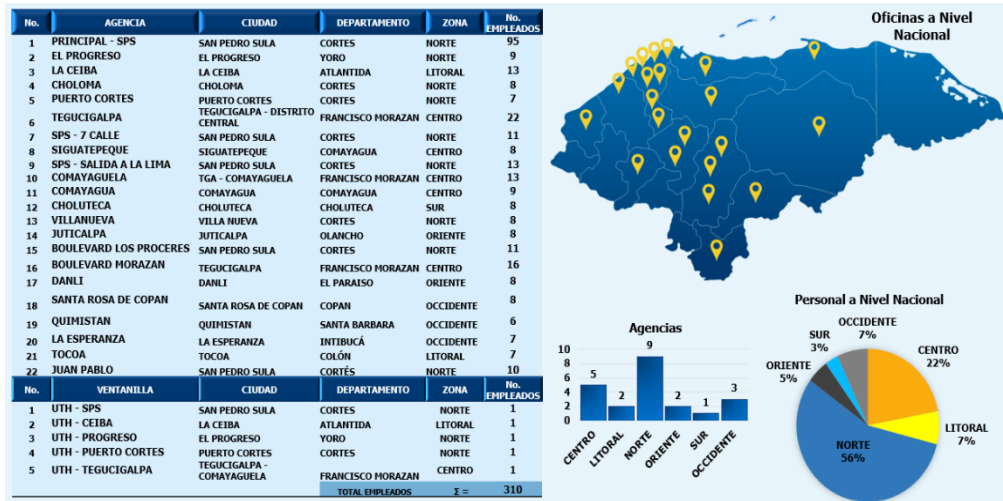 No. AGENCIA CIUDAD DEPARTAMENTO ZONA No. EMPLEADOS
1 PRINCIPAL - SPS SAN PEDRO SULA CORTES NORTE 95
2 EL PROGRESO EL PROGRESO YORO NORTE 9
3 LA CEIBA LA CEIBA ATLANTIDA LITORAL 13
4 CHOLOMA CHOLOMA CORTES NORTE 8
5 PUERTO CORTES PUERTO CORTES CORTES NORTE 7
6 TEGUCIGALPA TEGUCIGALPA - DISTRITO CENTRAL FRANCISCO MORAZAN CENTRO 22
7 SPS - 7 CALLE SAN PEDRO SULA CORTES NORTE 11
8 SIGUATEPEQUE SIGUATEPEQUE COMAYAGUA CENTRO 8
9 SPS - SALIDA A LA LIMA SAN PEDRO SULA CORTES NORTE 13
10 COMAYAGUELA TGA - COMAYAGUELA FRANCISCO MORAZAN CENTRO 13
11 COMAYAGUA COMAYAGUA COMAYAGUA CENTRO 9
12 CHOLUTECA CHOLUTECA CHOLUTECA SUR 8
13 VILLANUEVA VILLA NUEVA CORTES NORTE 8
14 JUTICALPA JUTICALPA OLANCHO ORIENTE 8
15 BOULEVARD LOS PROCERES SAN PEDRO SULA CORTES NORTE 11
16 BOULEVARD MORAZAN TEGUCIGALPA FRANCISCO MORAZAN CENTRO 16
17 DANLI DANLI EL PARAISO ORIENTE 8
18 SANTA ROSA DE COPAN SANTA ROSA DE COPAN COPAN OCCIDENTE 8
19 QUIMISTAN QUIMISTAN SANTA BARBARA OCCIDENTE 6
20 LA ESPERANZA LA ESPERANZA INTIBUCÁ OCCIDENTE 7
21 TOCOA TOCOA COLÓN LITORAL 7
22 JUAN PABLO SAN PEDRO SULA CORTÉS NORTE 10
No. VENTANILLA CIUDAD DEPARTAMENTO ZONA No. EMPLEADOS
1 UTH - SPS SAN PEDRO SULA CORTES NORTE 1
2 UTH - CEIBA LA CEIBA ATLANTIDA LITORAL 1
3 UTH - PROGRESO EL PROGRESO YORO NORTE 1
4 UTH - PUERTO CORTES PUERTO CORTES CORTES NORTE 1
5 UTH - TEGUCIGALPA TEGUCIGALPA - COMAYAGUELA FRANCISCO MORAZAN CENTRO 1
TOTAL EMPLEADOS Σ = 310
Oficinas a Nivel
Nacional
Agencias
10
8
6
4
2
0
5
2
9
2
1
3
CENTRO
LITORAL
NORTE
ORIENTE
SUR
OCCIDENTE
Personal a Nivel Nacional
OCCIDENTE
7%
SUR
3%
ORIENTE
5%
CENTRO
22%
LITORAL
7%
NORTE
56%